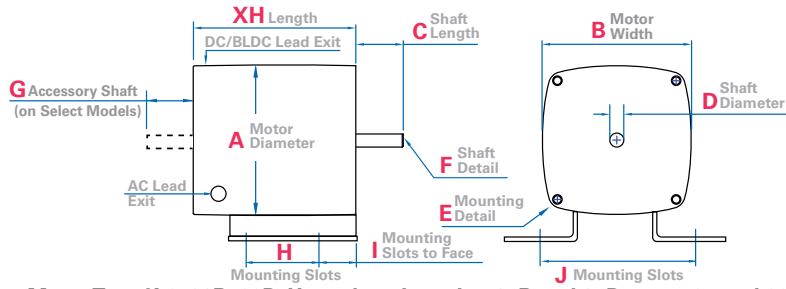 XH Length
DC/BLDC Lead Exit
C Shaft Length
G Accessory Shaft
(on Select Models)
A Motor Diameter
F Shaft Detail
AC Lead Exit
H
Mounting Slots
I Mounting Slots to Face
B Motor Width
D Shaft Diameter
E Mounting Detail
J Mounting Slots